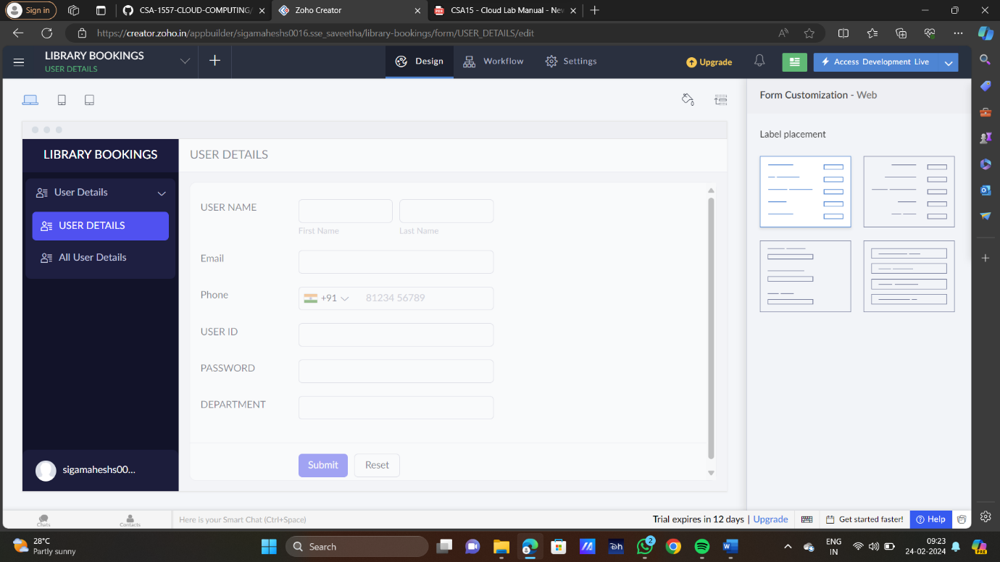 Sign in
CSA-1557-CLOUD-COMPUTING/
Zoho Creator
CSA15 - Cloud Lab Manual - Nev
https://creator.zoho.in/appbuilder/sigamaheshs0016.sse_saveetha/library-bookings/form/USER_DETAILS/edit
LIBRARY BOOKINGS
USER DETAILS
Design
Workflow
Settings
Upgrade
Access Development Live
Form Customization - Web
Label placement
LIBRARY BOOKINGS
USER DETAILS
User Details
USER DETAILS
All User Details
USER NAME
First Name
Last Name
Email
Phone
+91
81234 56789
USER ID
PASSWORD
DEPARTMENT
Submit
Reset
sigamaheshs00...
Chats
Contacts
Here is your Smart Chat (Ctrl+Space)
Trial expires in 12 days | Upgrade
Get started faster!
Help
28°C
Partly sunny
Search
2
ENG
IN
09:23
24-02-2024